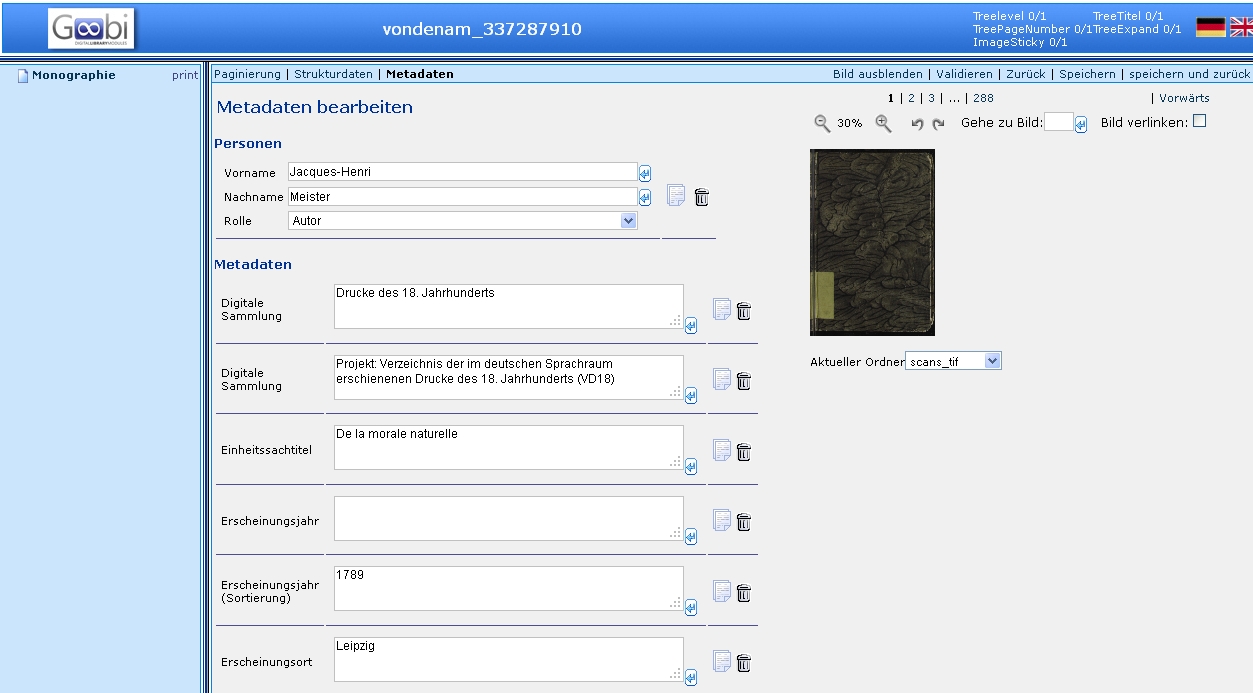 Goobi
DIGITAL LIBRARY MODULES
vondenam_337287910
Treelevel 0/1 TreeTitel 0/1
TreePageNumber 0/1TreeExpand 0/1
ImageSticky 0/1
Monographie print
Paginierung | Strukturdaten | Metadaten
Bild ausblenden | Validieren | Zurück | Speichern | speichern und zurück
Metadaten bearbeiten
Personen
Vorname Jacques-Henri
Nachname Meister
Rolle Autor
Metadaten
Digitale
Sammlung
Drucke des 18. Jahrhunderts
Digitale
Sammlung
Projekt: Verzeichnis der im deutschen Sprachraum
erschienenen Drucke des 18. Jahrhunderts (VD18)
Einheitssachtitel
De la morale naturelle
Erscheinungsjahr
Erscheinungsjahr
(Sortierung)
1789
Erscheinungsort
Leipzig
1 | 2 | 3 | ... | 288 | Vorwärts
30% Gehe zu Bild: Bild verlinken:
Aktueller Ordner scans_tif